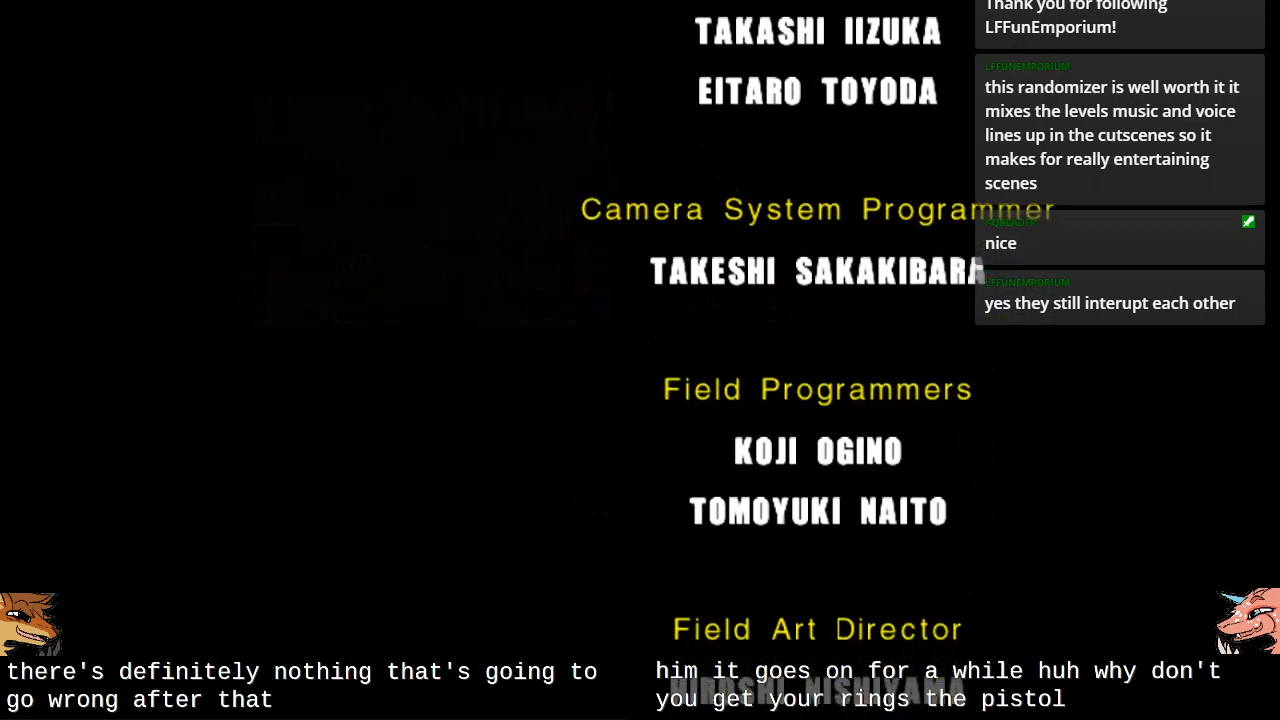 TAKASHI IIZUKA
EITARO TOYODA
Camera System Programmer
TAKESHI SAKAKIBARA
Field Programmers
KOJI OGINO
TOMOYUKI NAITO
Field Art Director
HIROSHI NISHIYAMA
Thank you for following
LFFunEmporium!
LFFUNEMPORIUM
this randomizer is well worth it it
mixes the levels music and voice
lines up in the cutscenes so it
makes for really entertaining
scenes
nice
LFFUNEMPORIUM
yes they still interupt each other
there's definitely nothing that's going to
go wrong after that
him it goes on for a while huh why don't
you get your rings the pistol